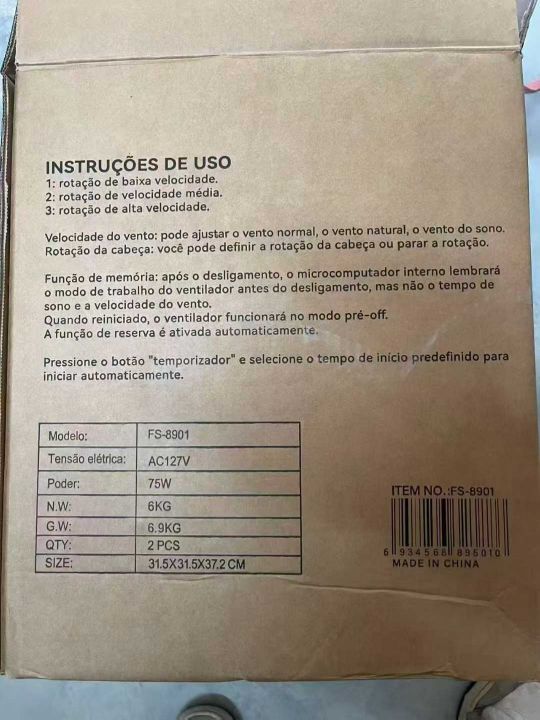 INSTRUÇÕES DE USO
1: rotação de baixa velocidade.
2: rotação de velocidade média.
3: rotação de alta velocidade.
Velocidade do vento: pode ajustar o vento normal, o vento natural, o vento do sono.
Rotação da cabeça: você pode definir a rotação da cabeça ou parar a rotação.
Função de memória: após o desligamento, o microcomputador interno lembrará
o modo de trabalho do ventilador antes do desligamento, mas não o tempo de
sono e a velocidade do vento.
Quando reiniciado, o ventilador funcionará no modo pré-off.
A função de reserva é ativada automaticamente.
Pressione o botão "temporizador" e selecione o tempo de início predefinido para
iniciar automaticamente.
Modelo: FS-8901
Tensão elétrica: AC127V
Poder: 75W
N.W: 6KG
G.W: 6.9KG
QTY: 2 PCS
SIZE: 31.5X31.5X37.2 CM
ITEM NO.:FS-8901
6 934568 895010
MADE IN CHINA